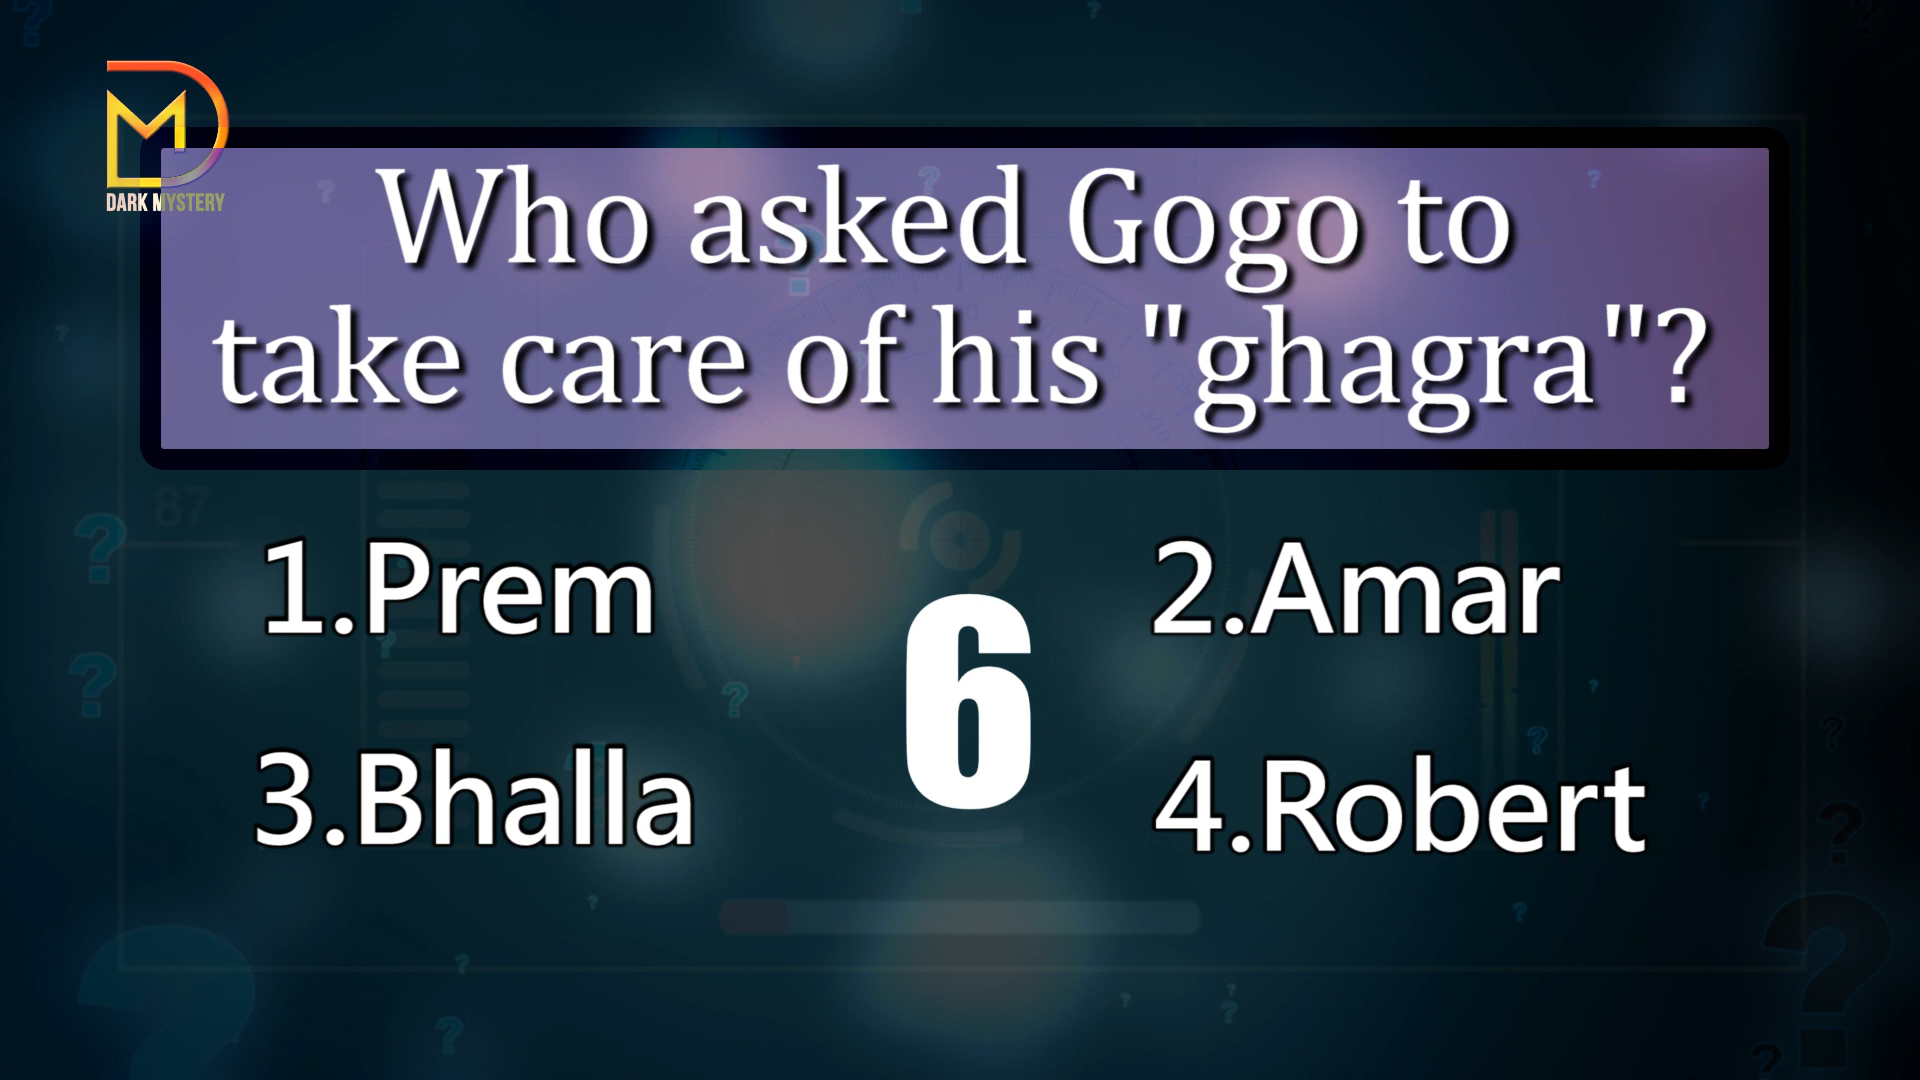 DARK MYSTERY
Who asked Gogo to
take care of his "ghagra"?
87
1.Prem
2.Amar
6
3.Bhalla
4.Robert